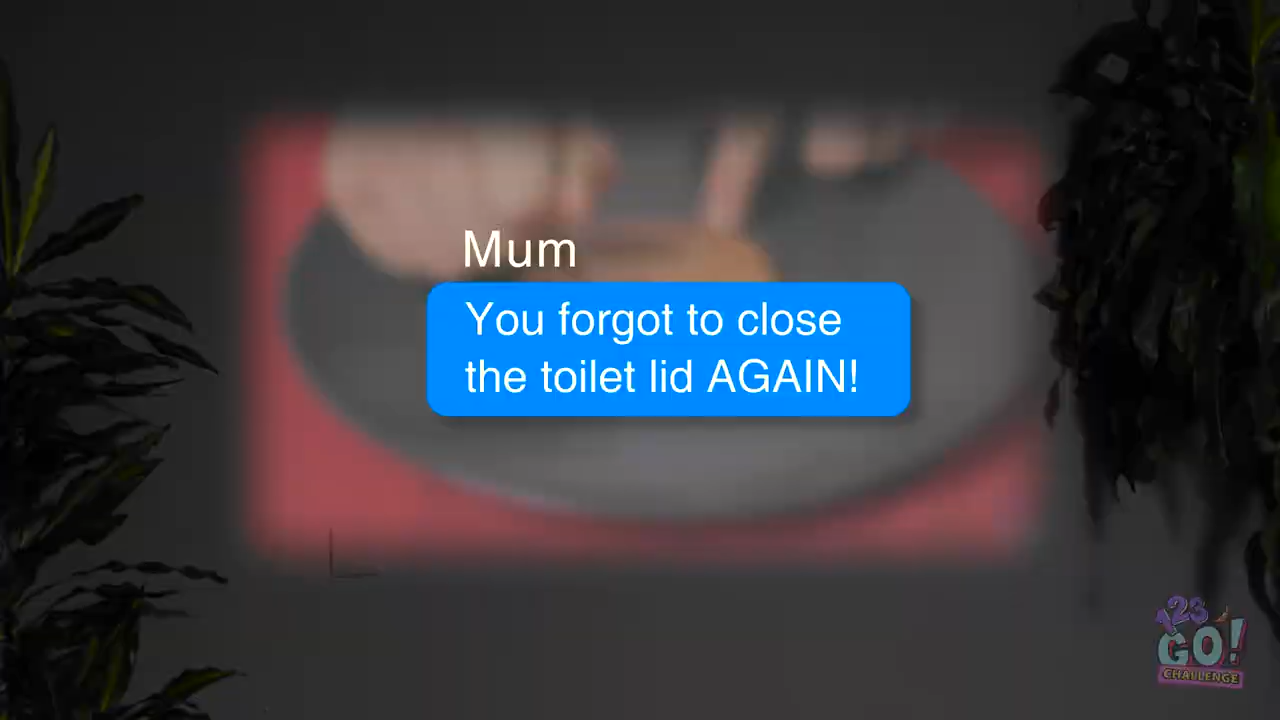 Mum
You forgot to close
the toilet lid AGAIN!
123
GO!
CHALLENGE